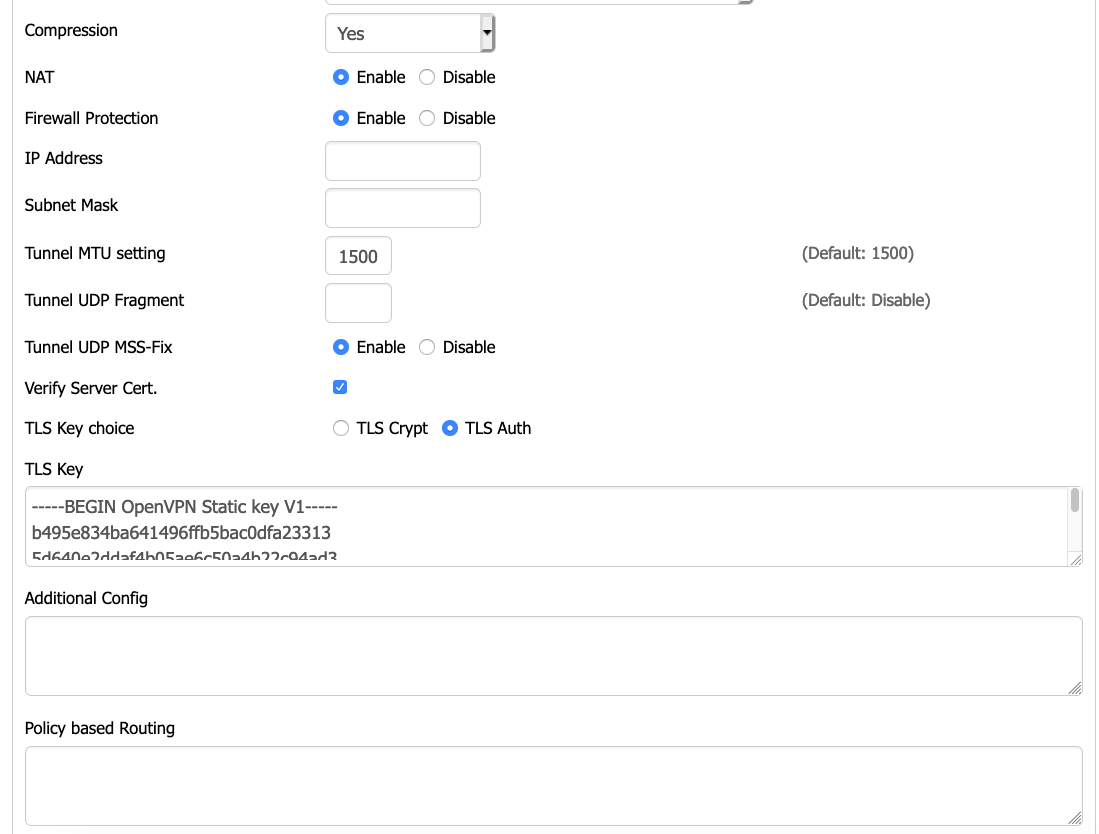 Compression
Yes
NAT
Enable Disable
Firewall Protection
Enable Disable
IP Address
Subnet Mask
Tunnel MTU setting
1500
(Default: 1500)
Tunnel UDP Fragment
(Default: Disable)
Tunnel UDP MSS-Fix
Enable Disable
Verify Server Cert.
TLS Key choice
TLS Crypt TLS Auth
TLS Key
-----BEGIN OpenVPN Static key V1-----
b495e834ba641496ffb5bac0dfa23313
5d640e2ddaf4b05ae6c50a4b22c94ad3
Additional Config
Policy based Routing